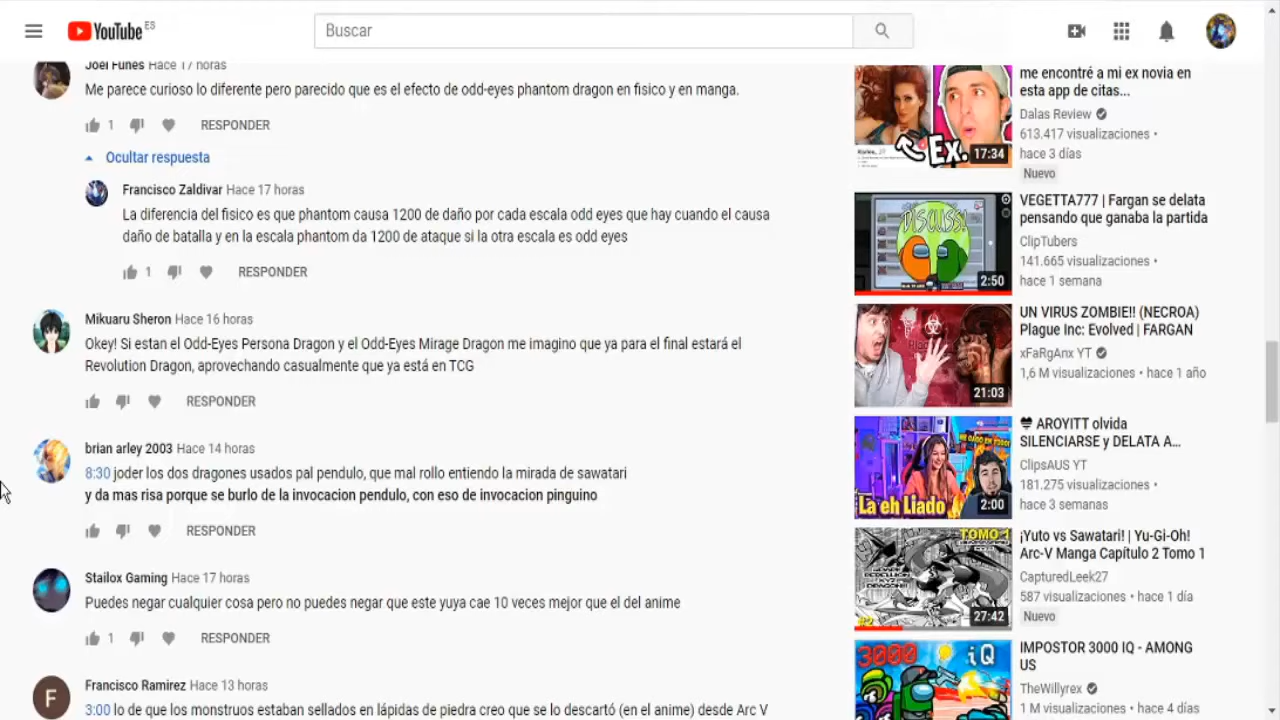 YouTube ES
Buscar
Joel Funes Hace 17 horas
Me parece curioso lo diferente pero parecido que es el efecto de odd-eyes phantom dragon en fisico y en manga.
1 RESPONDER
Ocultar respuesta
Francisco Zaldivar Hace 17 horas
La diferencia del fisico es que phantom causa 1200 de daño por cada escala odd eyes que hay cuando el causa
daño de batalla y en la escala phantom da 1200 de ataque si la otra escala es odd eyes
1 RESPONDER
Mikuaru Sheron Hace 16 horas
Okey! Si estan el Odd-Eyes Persona Dragon y el Odd-Eyes Mirage Dragon me imagino que ya para el final estará el
Revolution Dragon, aprovechando casualmente que ya está en TCG
RESPONDER
brian arley 2003 Hace 14 horas
8:30 joder los dos dragones usados pal pendulo, que mal rollo entiendo la mirada de sawatari
y da mas risa porque se burlo de la invocacion pendulo, con eso de invocacion pinguino
RESPONDER
Stailox Gaming Hace 17 horas
Puedes negar cualquier cosa pero no puedes negar que este yuya cae 10 veces mejor que el del anime
1 RESPONDER
F
Francisco Ramirez Hace 13 horas
3:00 lo de que los monstruos estan sellados en lápidas de piedra creo que se lo descartó (en el anime) desde Arc V
EX.
17:34
me encontré a mi ex novia en
esta app de citas...
Dalas Review
613.417 visualizaciones •
hace 3 días
Nuevo
DISCUSS!
2:50
VEGETTA777 | Fargan se delata
pensando que ganaba la partida
ClipTubers
141.665 visualizaciones •
hace 1 semana
21:03
UN VIRUS ZOMBIE!! (NECROA)
Plague Inc: Evolved | FARGAN
xFaRgAnx YT
1,6 M visualizaciones • hace 1 año
La eh Liado
2:00
AROYITT olvida
SILENCIARSE y DELATA A...
ClipsAUS YT
181.275 visualizaciones •
hace 3 semanas
TOMO 1
#2
27:42
¡Yuto vs Sawatari! | Yu-Gi-Oh!
Arc-V Manga Capítulo 2 Tomo 1
CapturedLeek27
587 visualizaciones • hace 1 día
Nuevo
3000 iQ
IMPOSTOR 3000 IQ - AMONG
US
TheWillyrex
1 M visualizaciones • hace 4 días